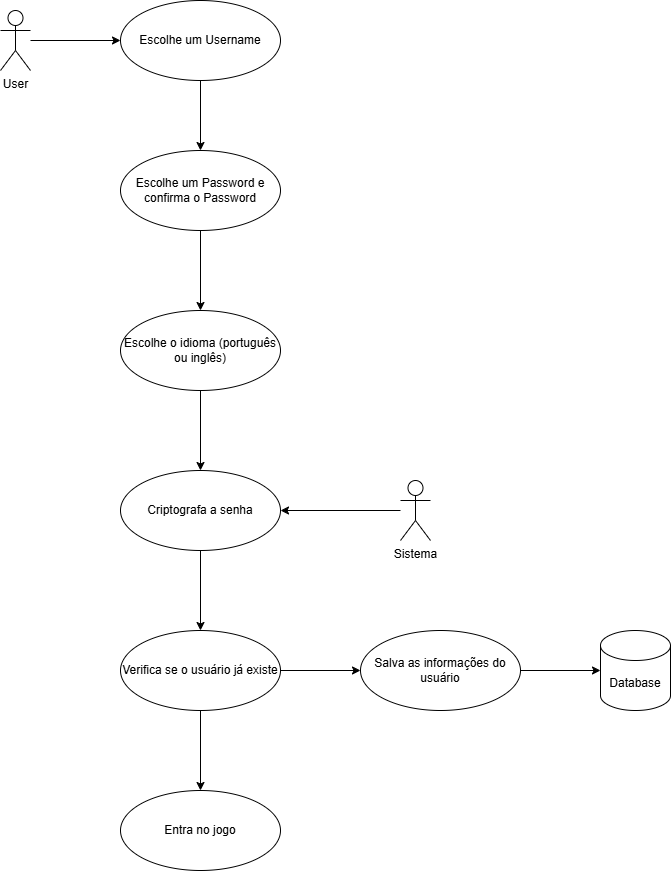 Escolhe um Username
User
Escolhe um Password e
confirma o Password
Escolhe o idioma (português
ou inglês)
Criptografa a senha
Sistema
Verifica se o usuário já existe
Salva as informações do
usuário
Database
Entra no jogo